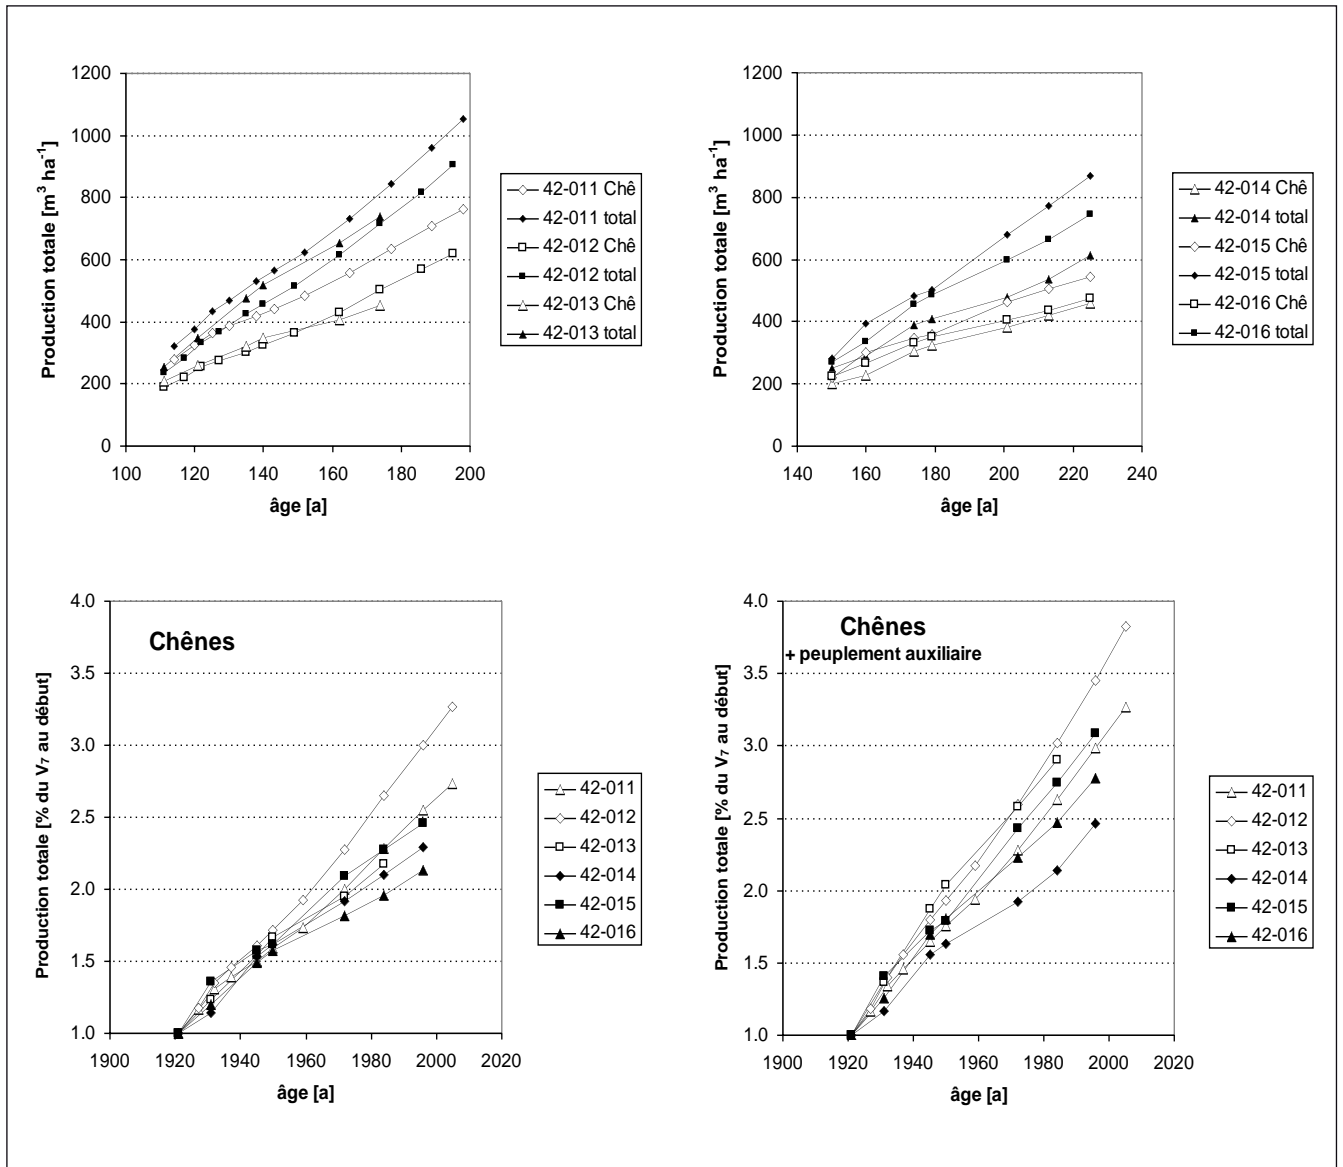 Production totale [m³ ha⁻¹]
1200
1000
800
600
400
200
0
100 120 140 160 180 200
âge [a]
42-011 Chê
42-011 total
42-012 Chê
42-012 total
42-013 Chê
42-013 total
Production totale [m³ ha⁻¹]
1200
1000
800
600
400
200
0
140 160 180 200 220 240
âge [a]
42-014 Chê
42-014 total
42-015 Chê
42-015 total
42-016 Chê
42-016 total
Production totale [% du V₇ au début]
4.0
3.5
3.0
2.5
2.0
1.5
1.0
Chênes
1900 1920 1940 1960 1980 2000 2020
âge [a]
42-011
42-012
42-013
42-014
42-015
42-016
Production totale [% du V₇ au début]
4.0
3.5
3.0
2.5
2.0
1.5
1.0
Chênes
+ peuplement auxiliaire
1900 1920 1940 1960 1980 2000 2020
âge [a]
42-011
42-012
42-013
42-014
42-015
42-016